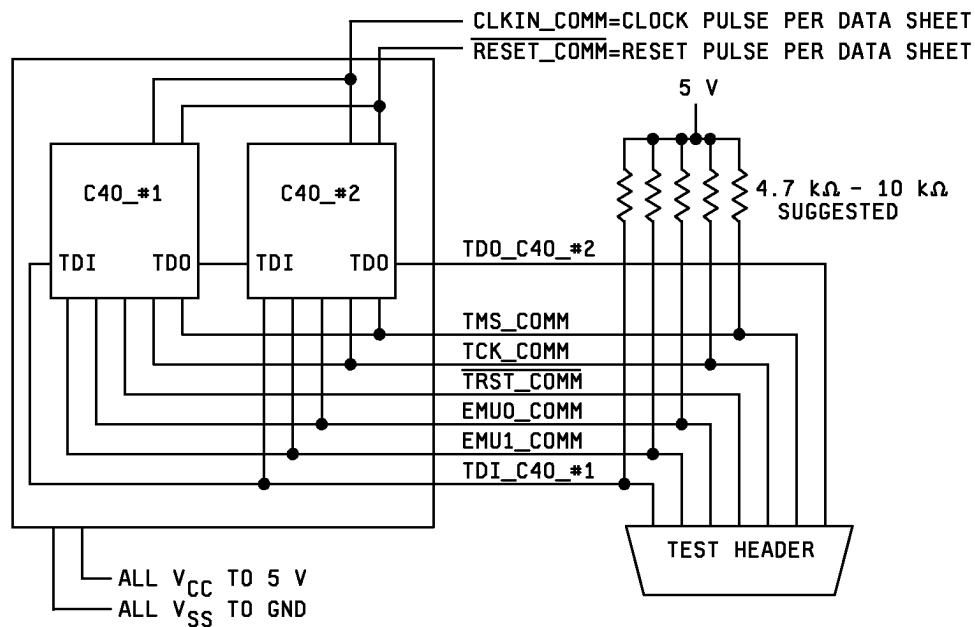 CLKIN_COMM=CLOCK PULSE PER DATA SHEET
RESET_COMM=RESET PULSE PER DATA SHEET
5 V
C40_#1
C40_#2
4.7 kΩ - 10 kΩ
SUGGESTED
TDI
TDO
TDI
TDO
TDO_C40_#2
TMS_COMM
TCK_COMM
TRST_COMM
EMU0_COMM
EMU1_COMM
TDI_C40_#1
TEST HEADER
ALL VCC TO 5 V
ALL VSS TO GND